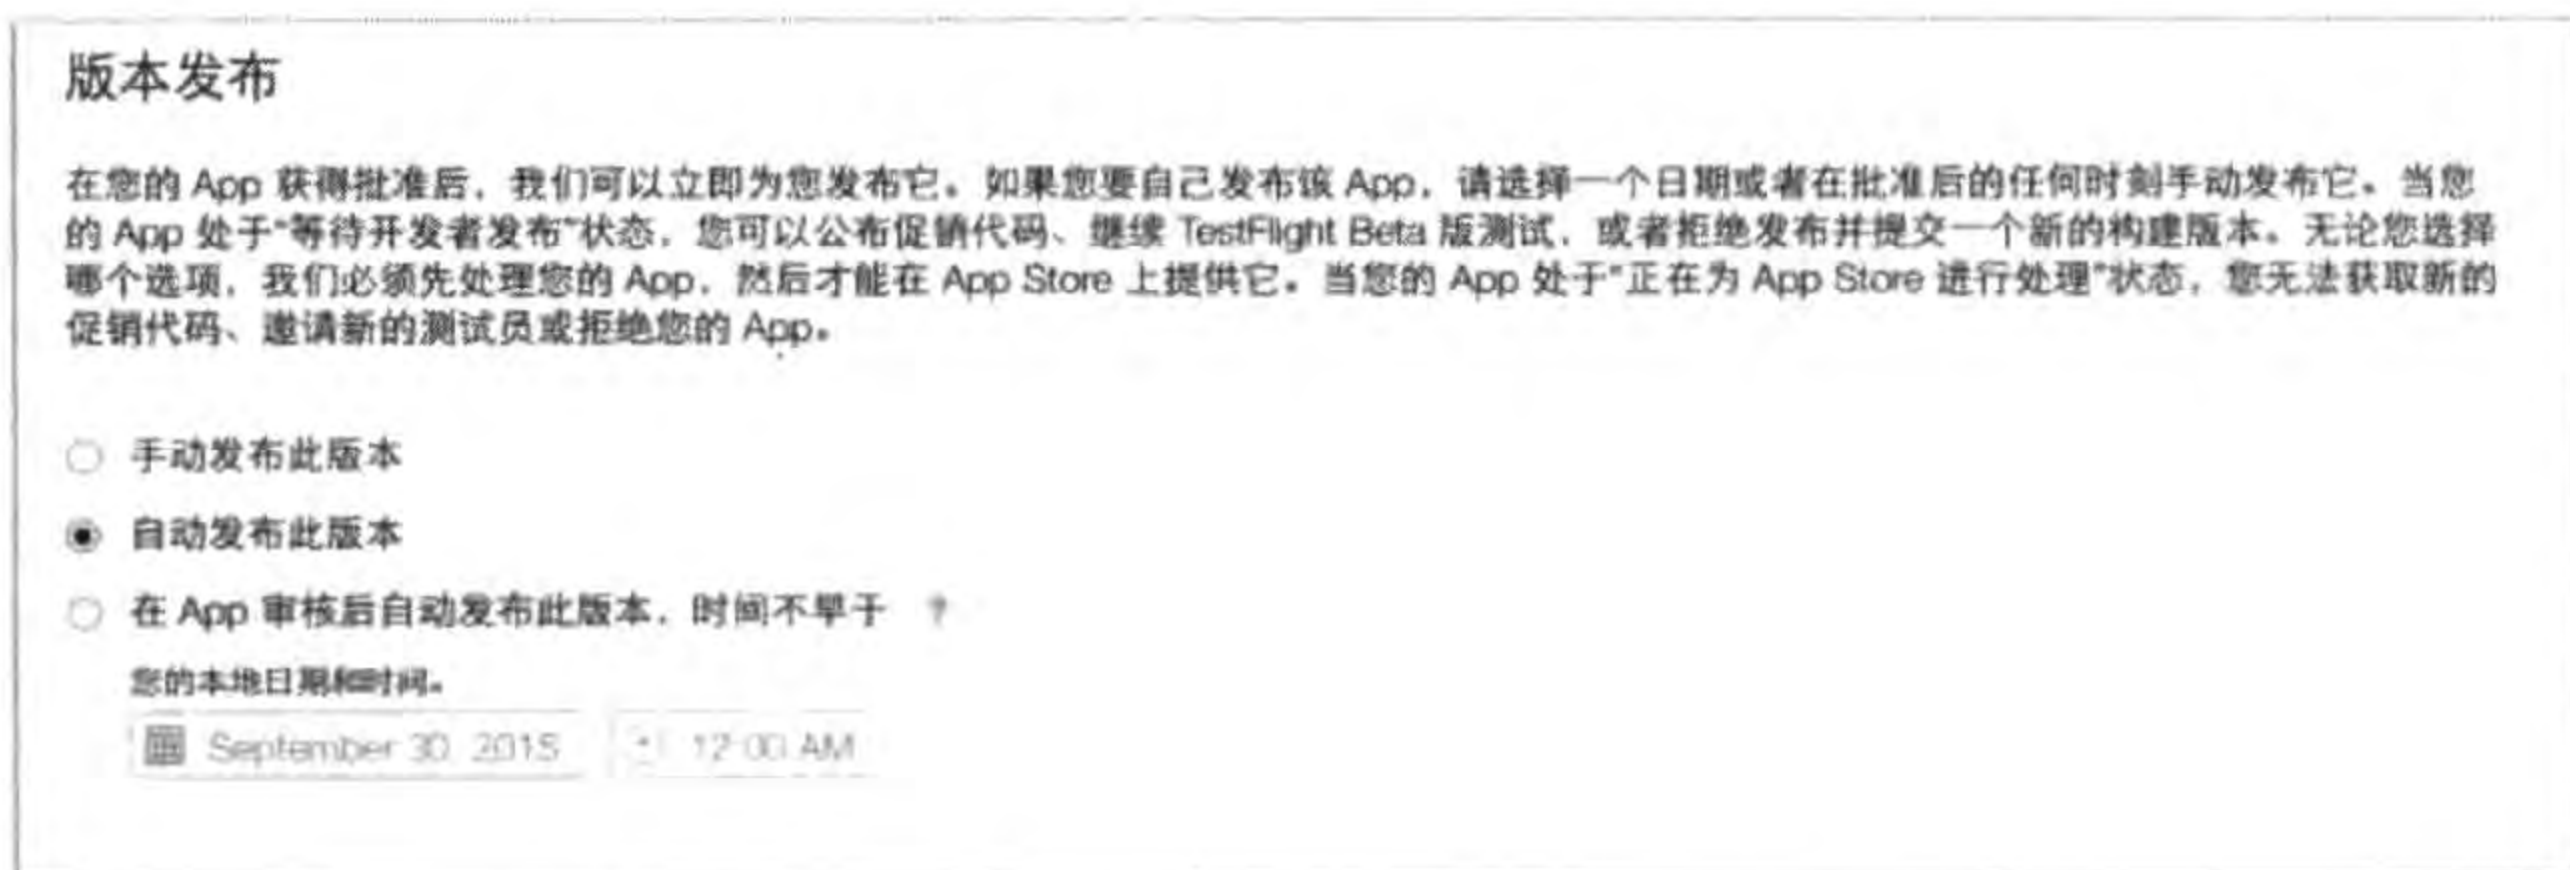 版本发布
在您的 App 获得批准后，我们可以立即为您发布它。如果您要自己发布该 App，请选择一个日期或者在批准后的任何时刻手动发布它。当您
的 App 处于“等待开发者发布”状态，您可以公布促销代码、继续 TestFlight Beta 版测试，或者拒绝发布并提交一个新的构建版本。无论您选择
哪个选项，我们必须先处理您的 App，然后才能在 App Store 上提供它。当您的 App 处于“正在为 App Store 进行处理”状态，您无法获取新的
促销代码、邀请新的测试员或拒绝您的 App。
手动发布此版本
自动发布此版本
在 App 审核后自动发布此版本，时间不早于 ?
您的本地日期和时间。
September 30, 2015 12:00 AM